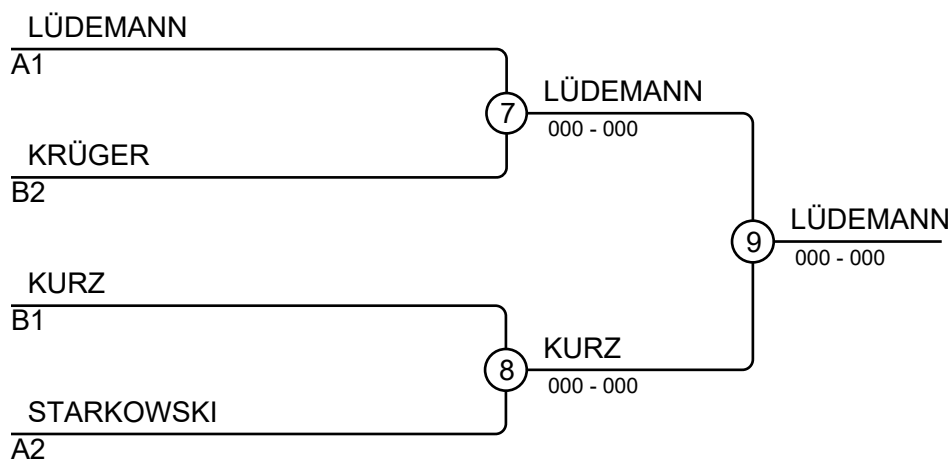 LÜDEMANN
A1
7
LÜDEMANN
000 - 000
KRÜGER
B2
9
LÜDEMANN
000 - 000
KURZ
B1
8
KURZ
000 - 000
STARKOWSKI
A2